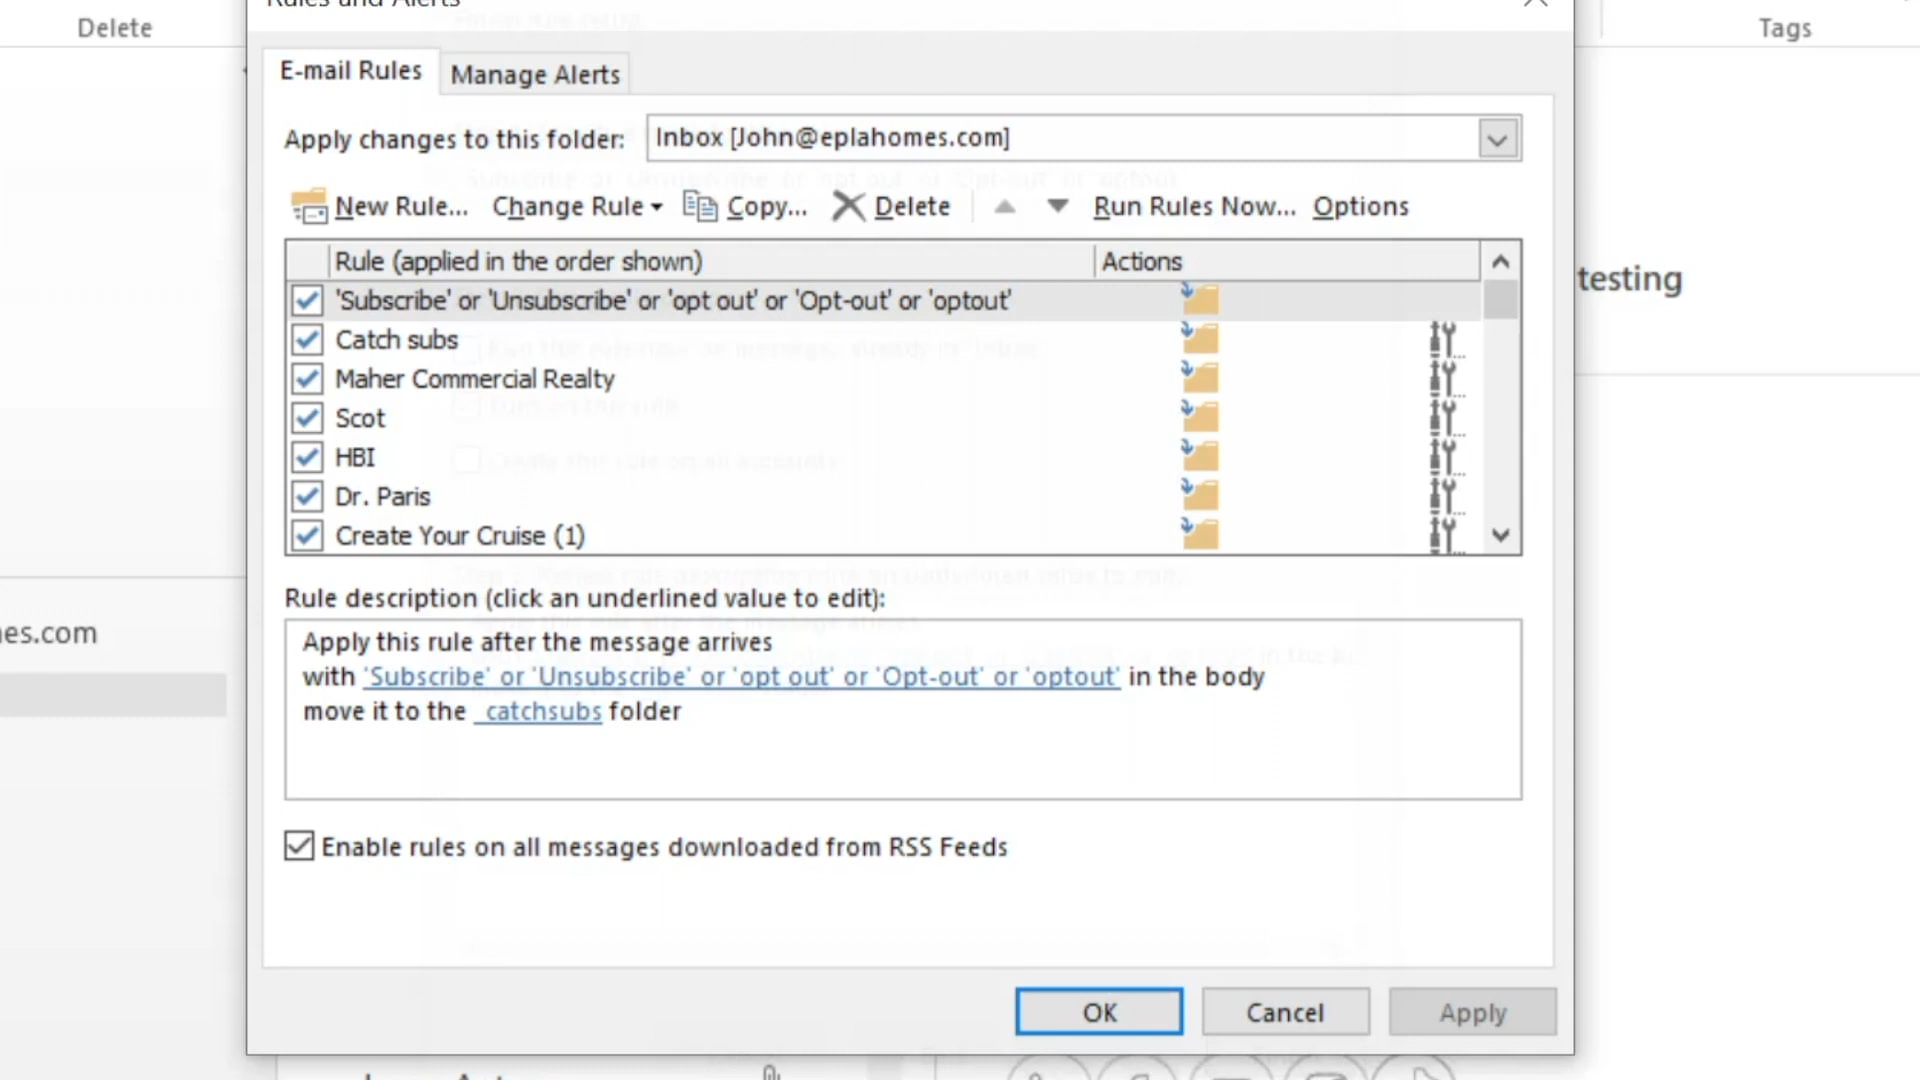 Rules and Alerts
Delete
Tags
E-mail Rules
Manage Alerts
Apply changes to this folder:
Inbox [John@eplahomes.com]
New Rule...
Change Rule
Copy...
Delete
Run Rules Now...
Options
Rule (applied in the order shown)
Actions
'Subscribe' or 'Unsubscribe' or 'opt out' or 'Opt-out' or 'optout'
Catch subs
Maher Commercial Realty
Scot
HBI
Dr. Paris
Create Your Cruise (1)
testing
Rule description (click an underlined value to edit):
Apply this rule after the message arrives
with 'Subscribe' or 'Unsubscribe' or 'opt out' or 'Opt-out' or 'optout' in the body
move it to the _catchsubs folder
es.com
Enable rules on all messages downloaded from RSS Feeds
OK
Cancel
Apply